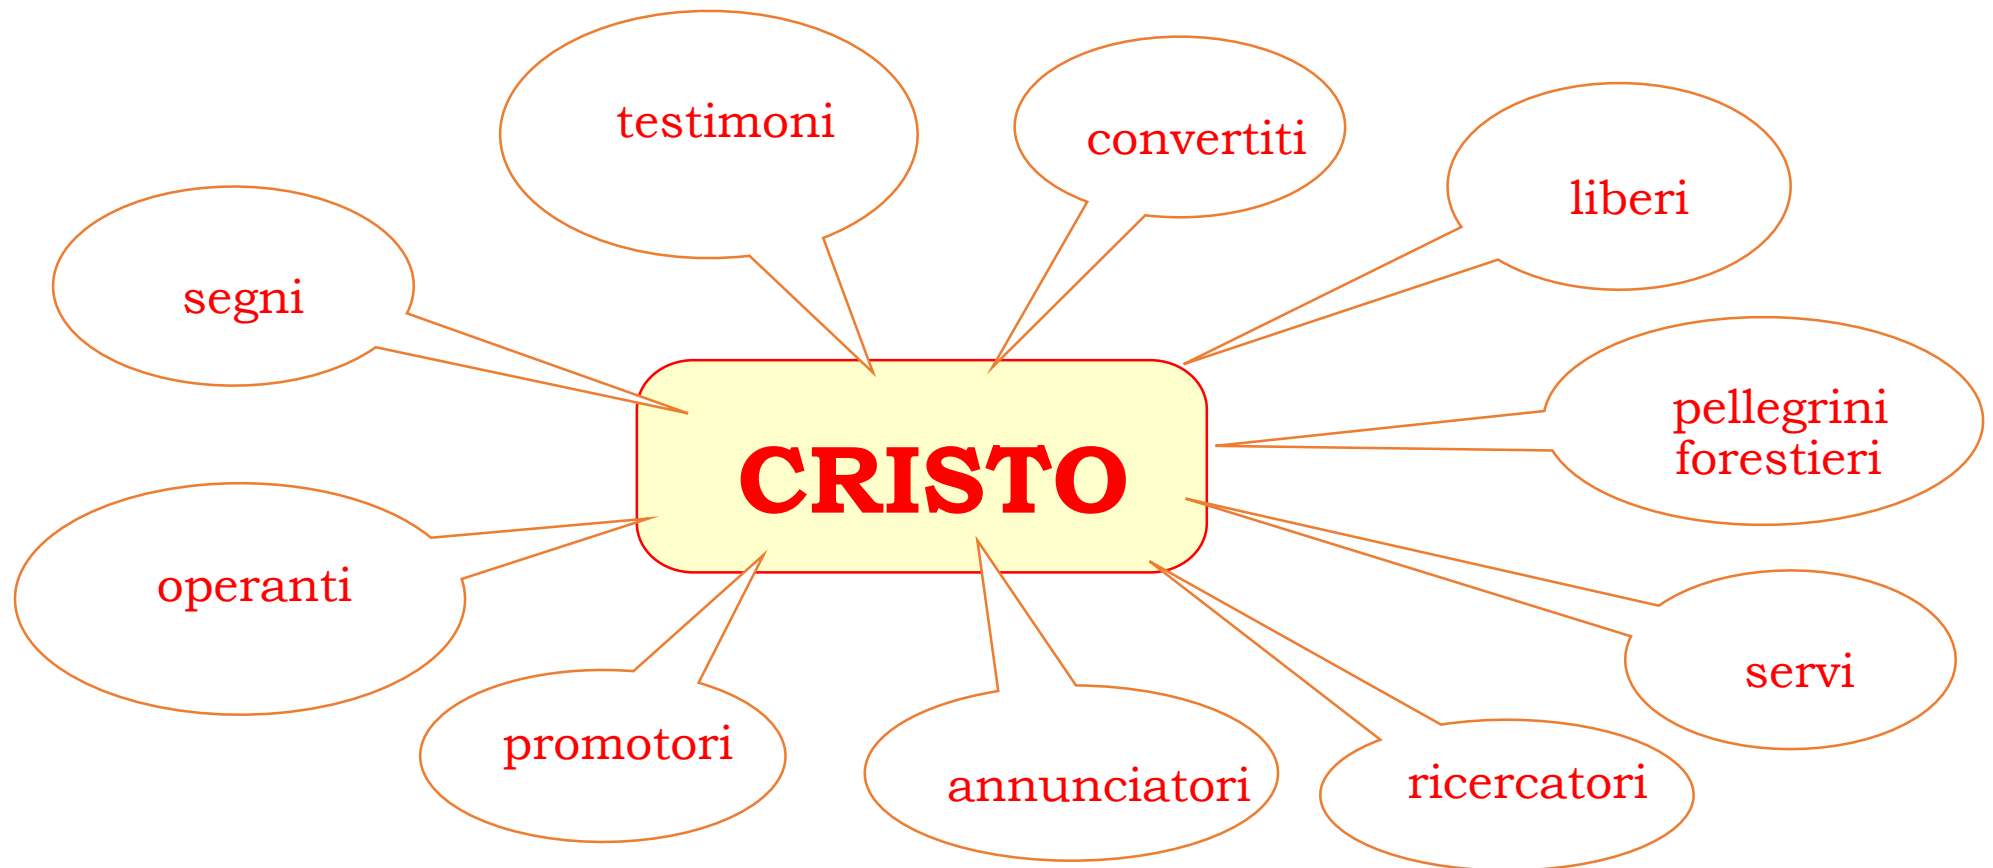 testimoni
convertiti
liberi
segni
pellegrini
forestieri
CRISTO
operanti
servi
promotori
annunciatori
ricercatori